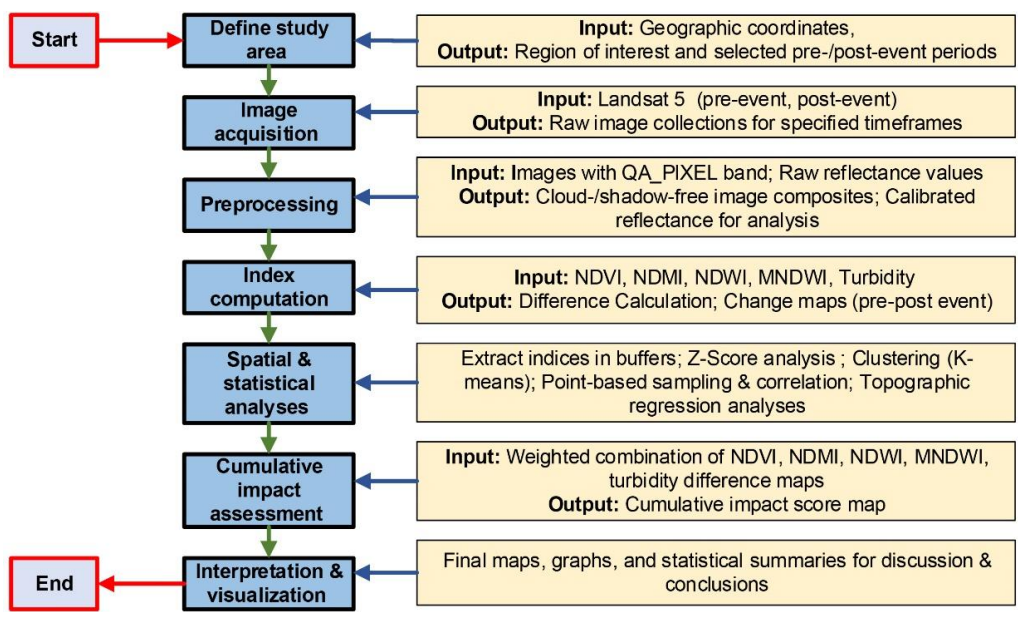 Start
Define study
area
Input: Geographic coordinates,
Output: Region of interest and selected pre-/post-event periods
Image
acquisition
Input: Landsat 5 (pre-event, post-event)
Output: Raw image collections for specified timeframes
Preprocessing
Input: Images with QA_PIXEL band; Raw reflectance values
Output: Cloud-/shadow-free image composites; Calibrated
reflectance for analysis
Index
computation
Input: NDVI, NDMI, NDWI, MNDWI, Turbidity
Output: Difference Calculation; Change maps (pre-post event)
Spatial &
statistical
analyses
Extract indices in buffers; Z-Score analysis ; Clustering (K-
means); Point-based sampling & correlation; Topographic
regression analyses
Cumulative
impact
assessment
Input: Weighted combination of NDVI, NDMI, NDWI, MNDWI,
turbidity difference maps
Output: Cumulative impact score map
End
Interpretation &
visualization
Final maps, graphs, and statistical summaries for discussion &
conclusions